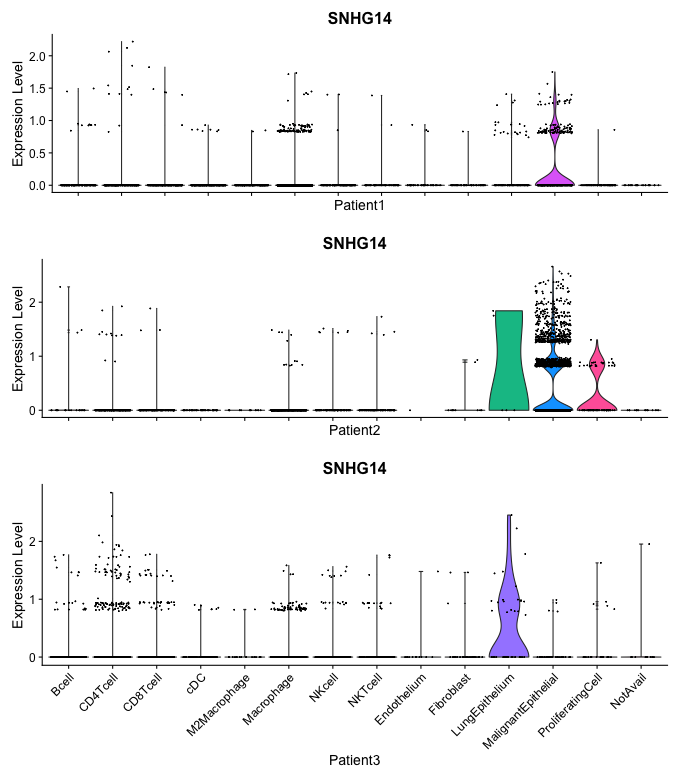 SNHG14
Expression Level
2.0
1.5
1.0
0.5
0.0
Patient1
SNHG14
Expression Level
2
1
0
Patient2
SNHG14
Expression Level
2
1
0
Bcell
CD4Tcell
CD8Tcell
cDC
M2Macrophage
Macrophage
NKcell
NKTcell
Endothelium
Fibroblast
LungEpithelium
MalignantEpithelial
ProliferatingCell
NotAvail
Patient3